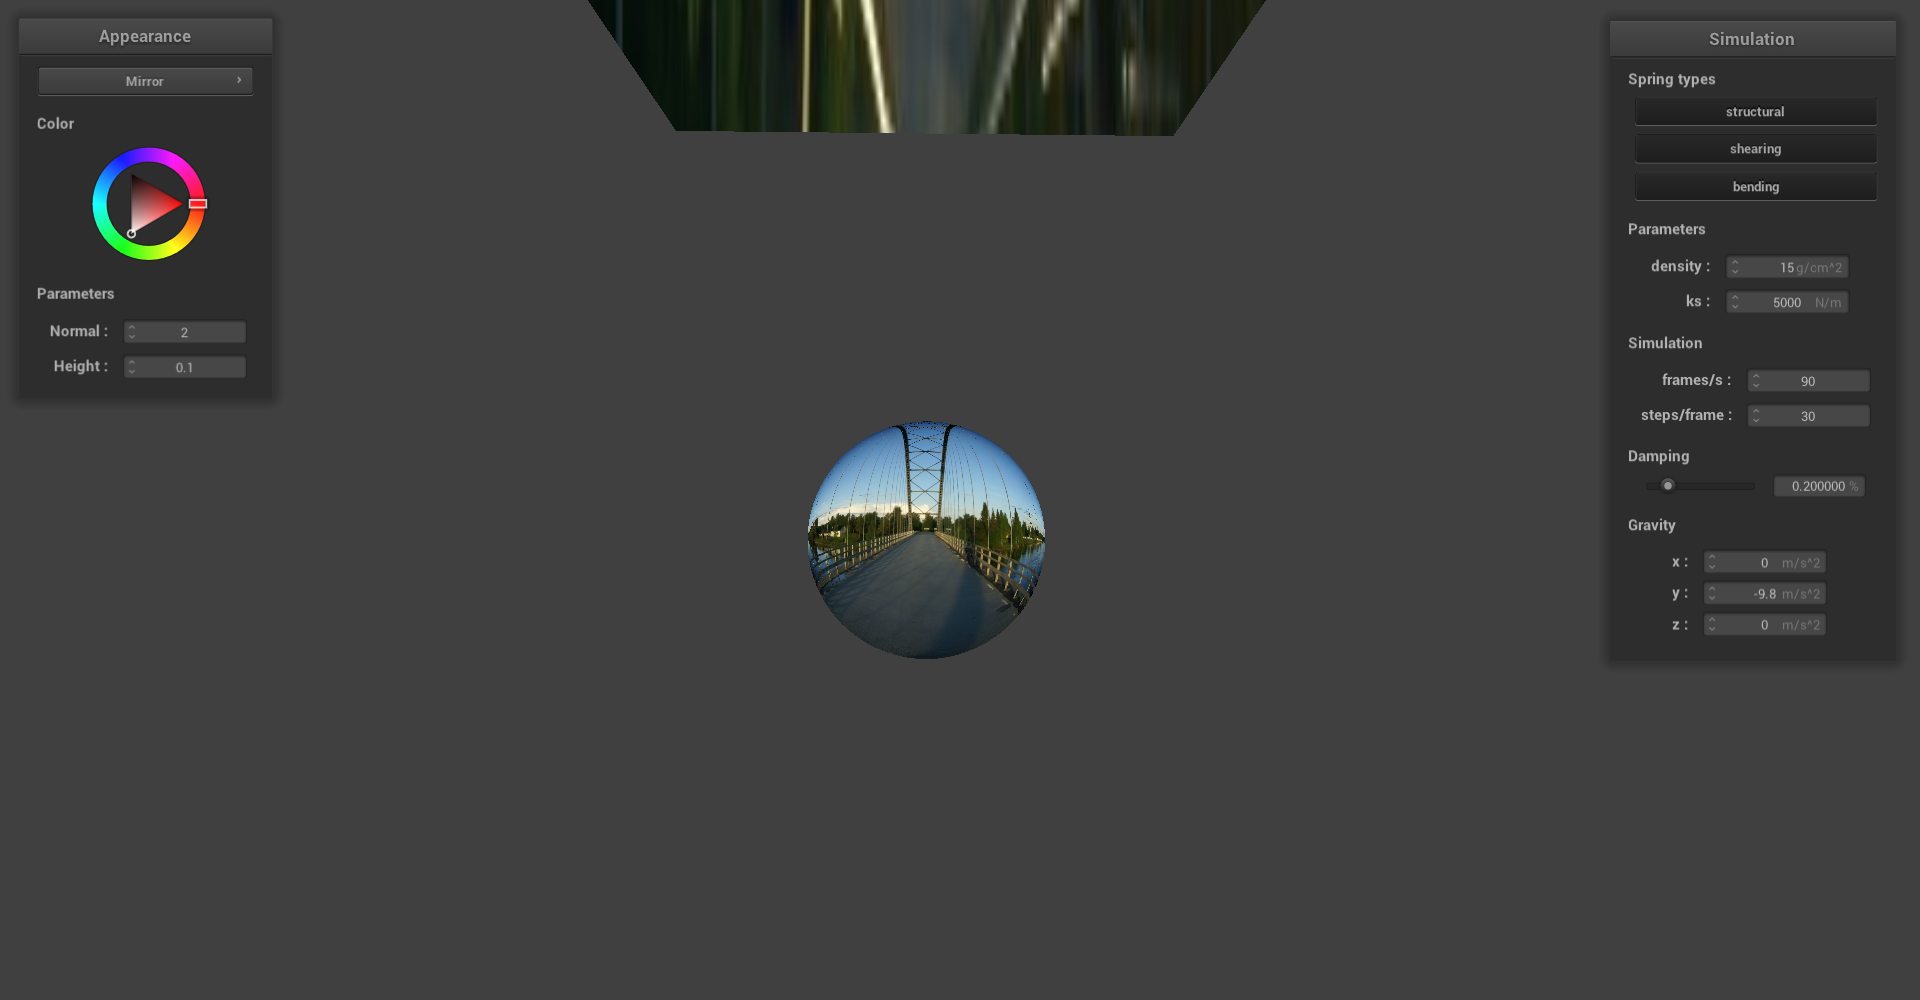 Appearance
Mirror
Color
Parameters
Normal : 2
Height : 0.1
Simulation
Spring types
structural
shearing
bending
Parameters
density : 15 g/cm^2
ks : 5000 N/m
Simulation
frames/s : 90
steps/frame : 30
Damping
0.200000 %
Gravity
x : 0 m/s^2
y : -9.8 m/s^2
z : 0 m/s^2